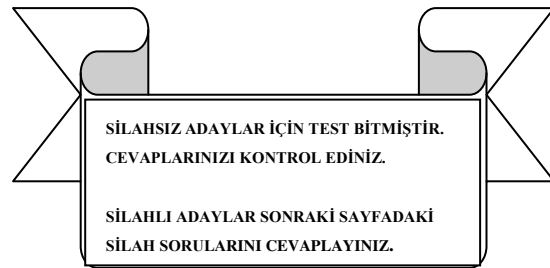 SİLAHSIZ ADAYLAR İÇİN TEST BİTMİŞTİR.
CEVAPLARINIZI KONTROL EDİNİZ.
SİLAHLI ADAYLAR SONRAKİ SAYFADAKİ
SİLAH SORULARINI CEVAPLAYINIZ.